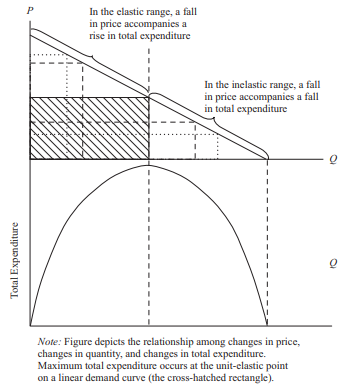 P
In the elastic range, a fall
in price accompanies a
rise in total expenditure
In the inelastic range, a fall
in price accompanies a fall
in total expenditure
Q
Total Expenditure
Q
Note: Figure depicts the relationship among changes in price,
changes in quantity, and changes in total expenditure.
Maximum total expenditure occurs at the unit-elastic point
on a linear demand curve (the cross-hatched rectangle).